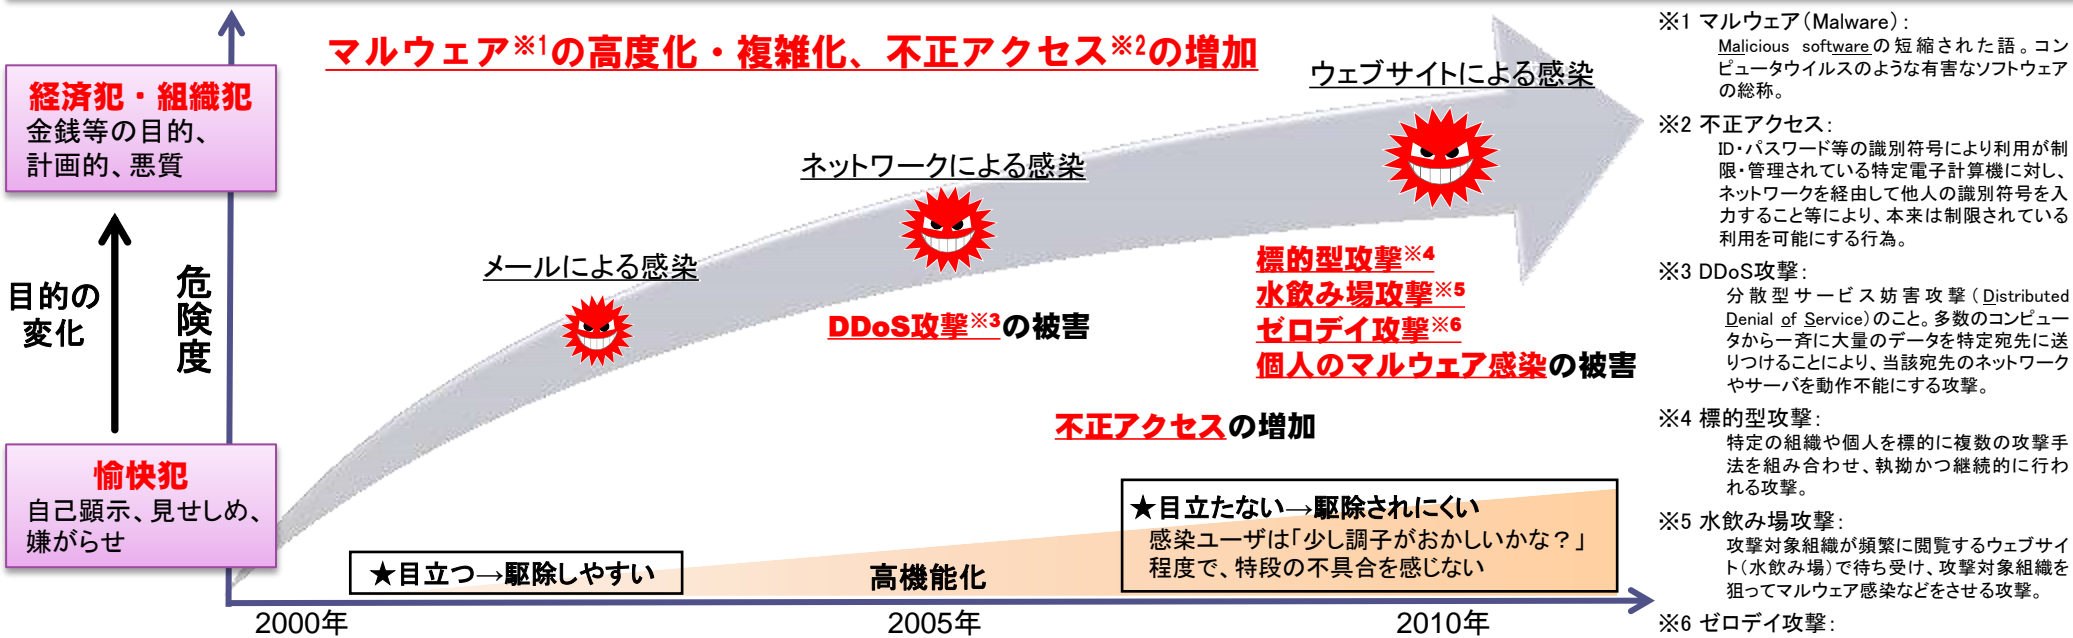 マルウェア※1の高度化・複雑化、不正アクセス※2の増加
経済犯・組織犯
金銭等の目的、
計画的、悪質
目的の
変化
危険度
愉快犯
自己顕示、見せしめ、
嫌がらせ
メールによる感染
ネットワークによる感染
ウェブサイトによる感染
DDoS攻撃※3の被害
標的型攻撃※4
水飲み場攻撃※5
ゼロデイ攻撃※6
個人のマルウェア感染の被害
不正アクセスの増加
★目立つ→駆除しやすい
高機能化
★目立たない→駆除されにくい
感染ユーザは「少し調子がおかしいかな？」
程度で、特段の不具合を感じない
2000年
2005年
2010年
※1 マルウェア(Malware):
Malicious softwareの短縮された語。コン
ピュータウイルスのような有害なソフトウェア
の総称。
※2 不正アクセス:
ID・パスワード等の識別符号により利用が制
限・管理されている特定電子計算機に対し、
ネットワークを経由して他人の識別符号を入
力すること等により、本来は制限されている
利用を可能にする行為。
※3 DDoS攻撃:
分散型サービス妨害攻撃(Distributed
Denial of Service)のこと。多数のコンピュー
タから一斉に大量のデータを特定宛先に送
りつけることにより、当該宛先のネットワーク
やサーバを動作不能にする攻撃。
※4 標的型攻撃:
特定の組織や個人を標的に複数の攻撃手
法を組み合わせ、執拗かつ継続的に行わ
れる攻撃。
※5 水飲み場攻撃:
攻撃対象組織が頻繁に閲覧するウェブサイ
ト(水飲み場)で待ち受け、攻撃対象組織を
狙ってマルウェア感染などをさせる攻撃。
※6 ゼロデイ攻撃: